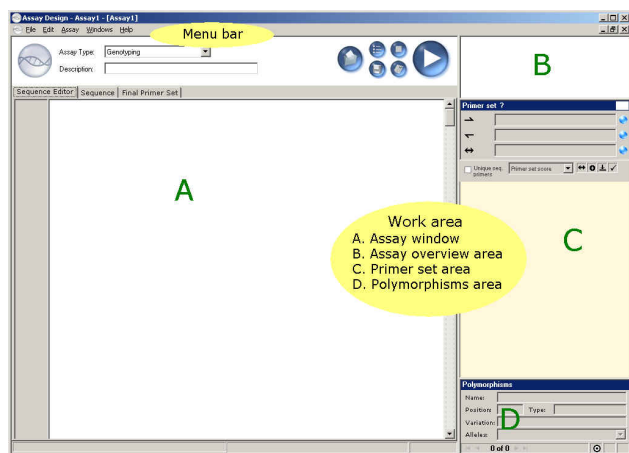 Assay Design - Assay1 - [Assay1]
File Edit Assay Windows Help
Menu bar
Assay Type: Genotyping
Description:
B
Sequence Editor Sequence Final Primer Set
Primer set ?
Unique seq. primers Primer set score
A
Work area
A. Assay window
B. Assay overview area
C. Primer set area
D. Polymorphisms area
C
Polymorphisms
Name:
Position: Type:
D
Variation:
Alleles:
0 of 0